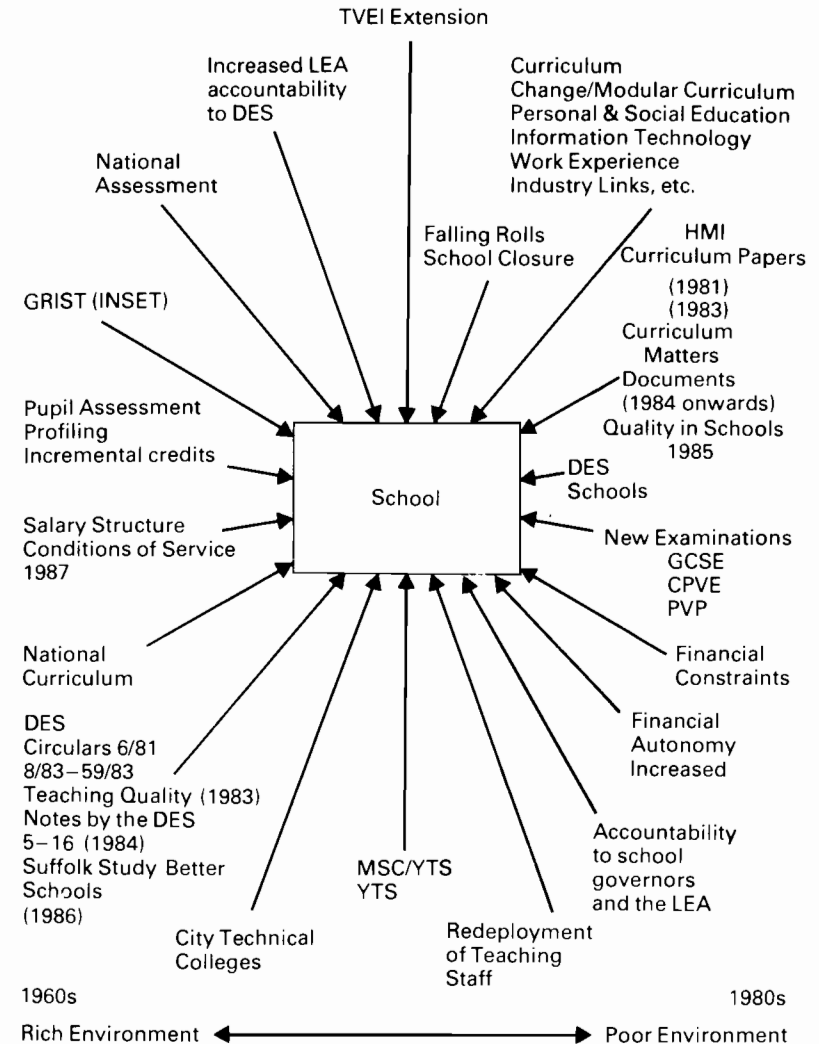 TVEI Extension
Increased LEA
accountability
to DES
Curriculum
Change/Modular Curriculum
Personal & Social Education
Information Technology
Work Experience
Industry Links, etc.
National
Assessment
Falling Rolls
School Closure
HMI
Curriculum Papers
(1981)
(1983)
Curriculum
Matters
Documents
(1984 onwards)
Quality in Schools
1985
GRIST (INSET)
Pupil Assessment
Profiling
Incremental credits
School
DES
Schools
Salary Structure
Conditions of Service
1987
New Examinations
GCSE
CPVE
PVP
National
Curriculum
Financial
Constraints
Financial
Autonomy
Increased
DES
Circulars 6/81
8/83–59/83
Teaching Quality (1983)
Notes by the DES
5–16 (1984)
Suffolk Study Better
Schools
(1986)
Accountability
to school
governors
and the LEA
MSC/YTS
YTS
City Technical
Colleges
Redeployment
of Teaching
Staff
1960s
1980s
Rich Environment
Poor Environment